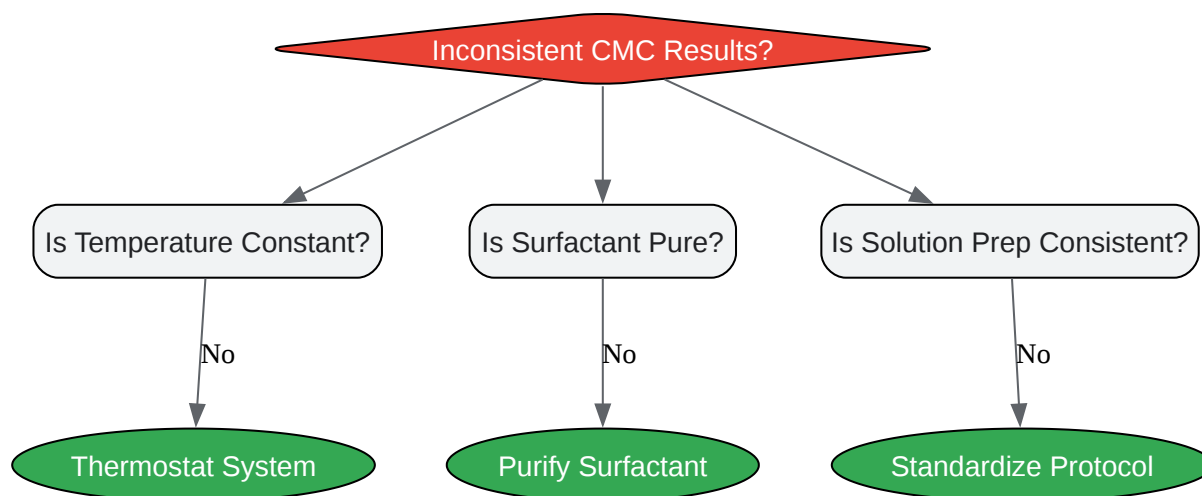 Inconsistent CMC Results?
Is Temperature Constant?
Is Surfactant Pure?
Is Solution Prep Consistent?
No
No
No
Thermostat System
Purify Surfactant
Standardize Protocol